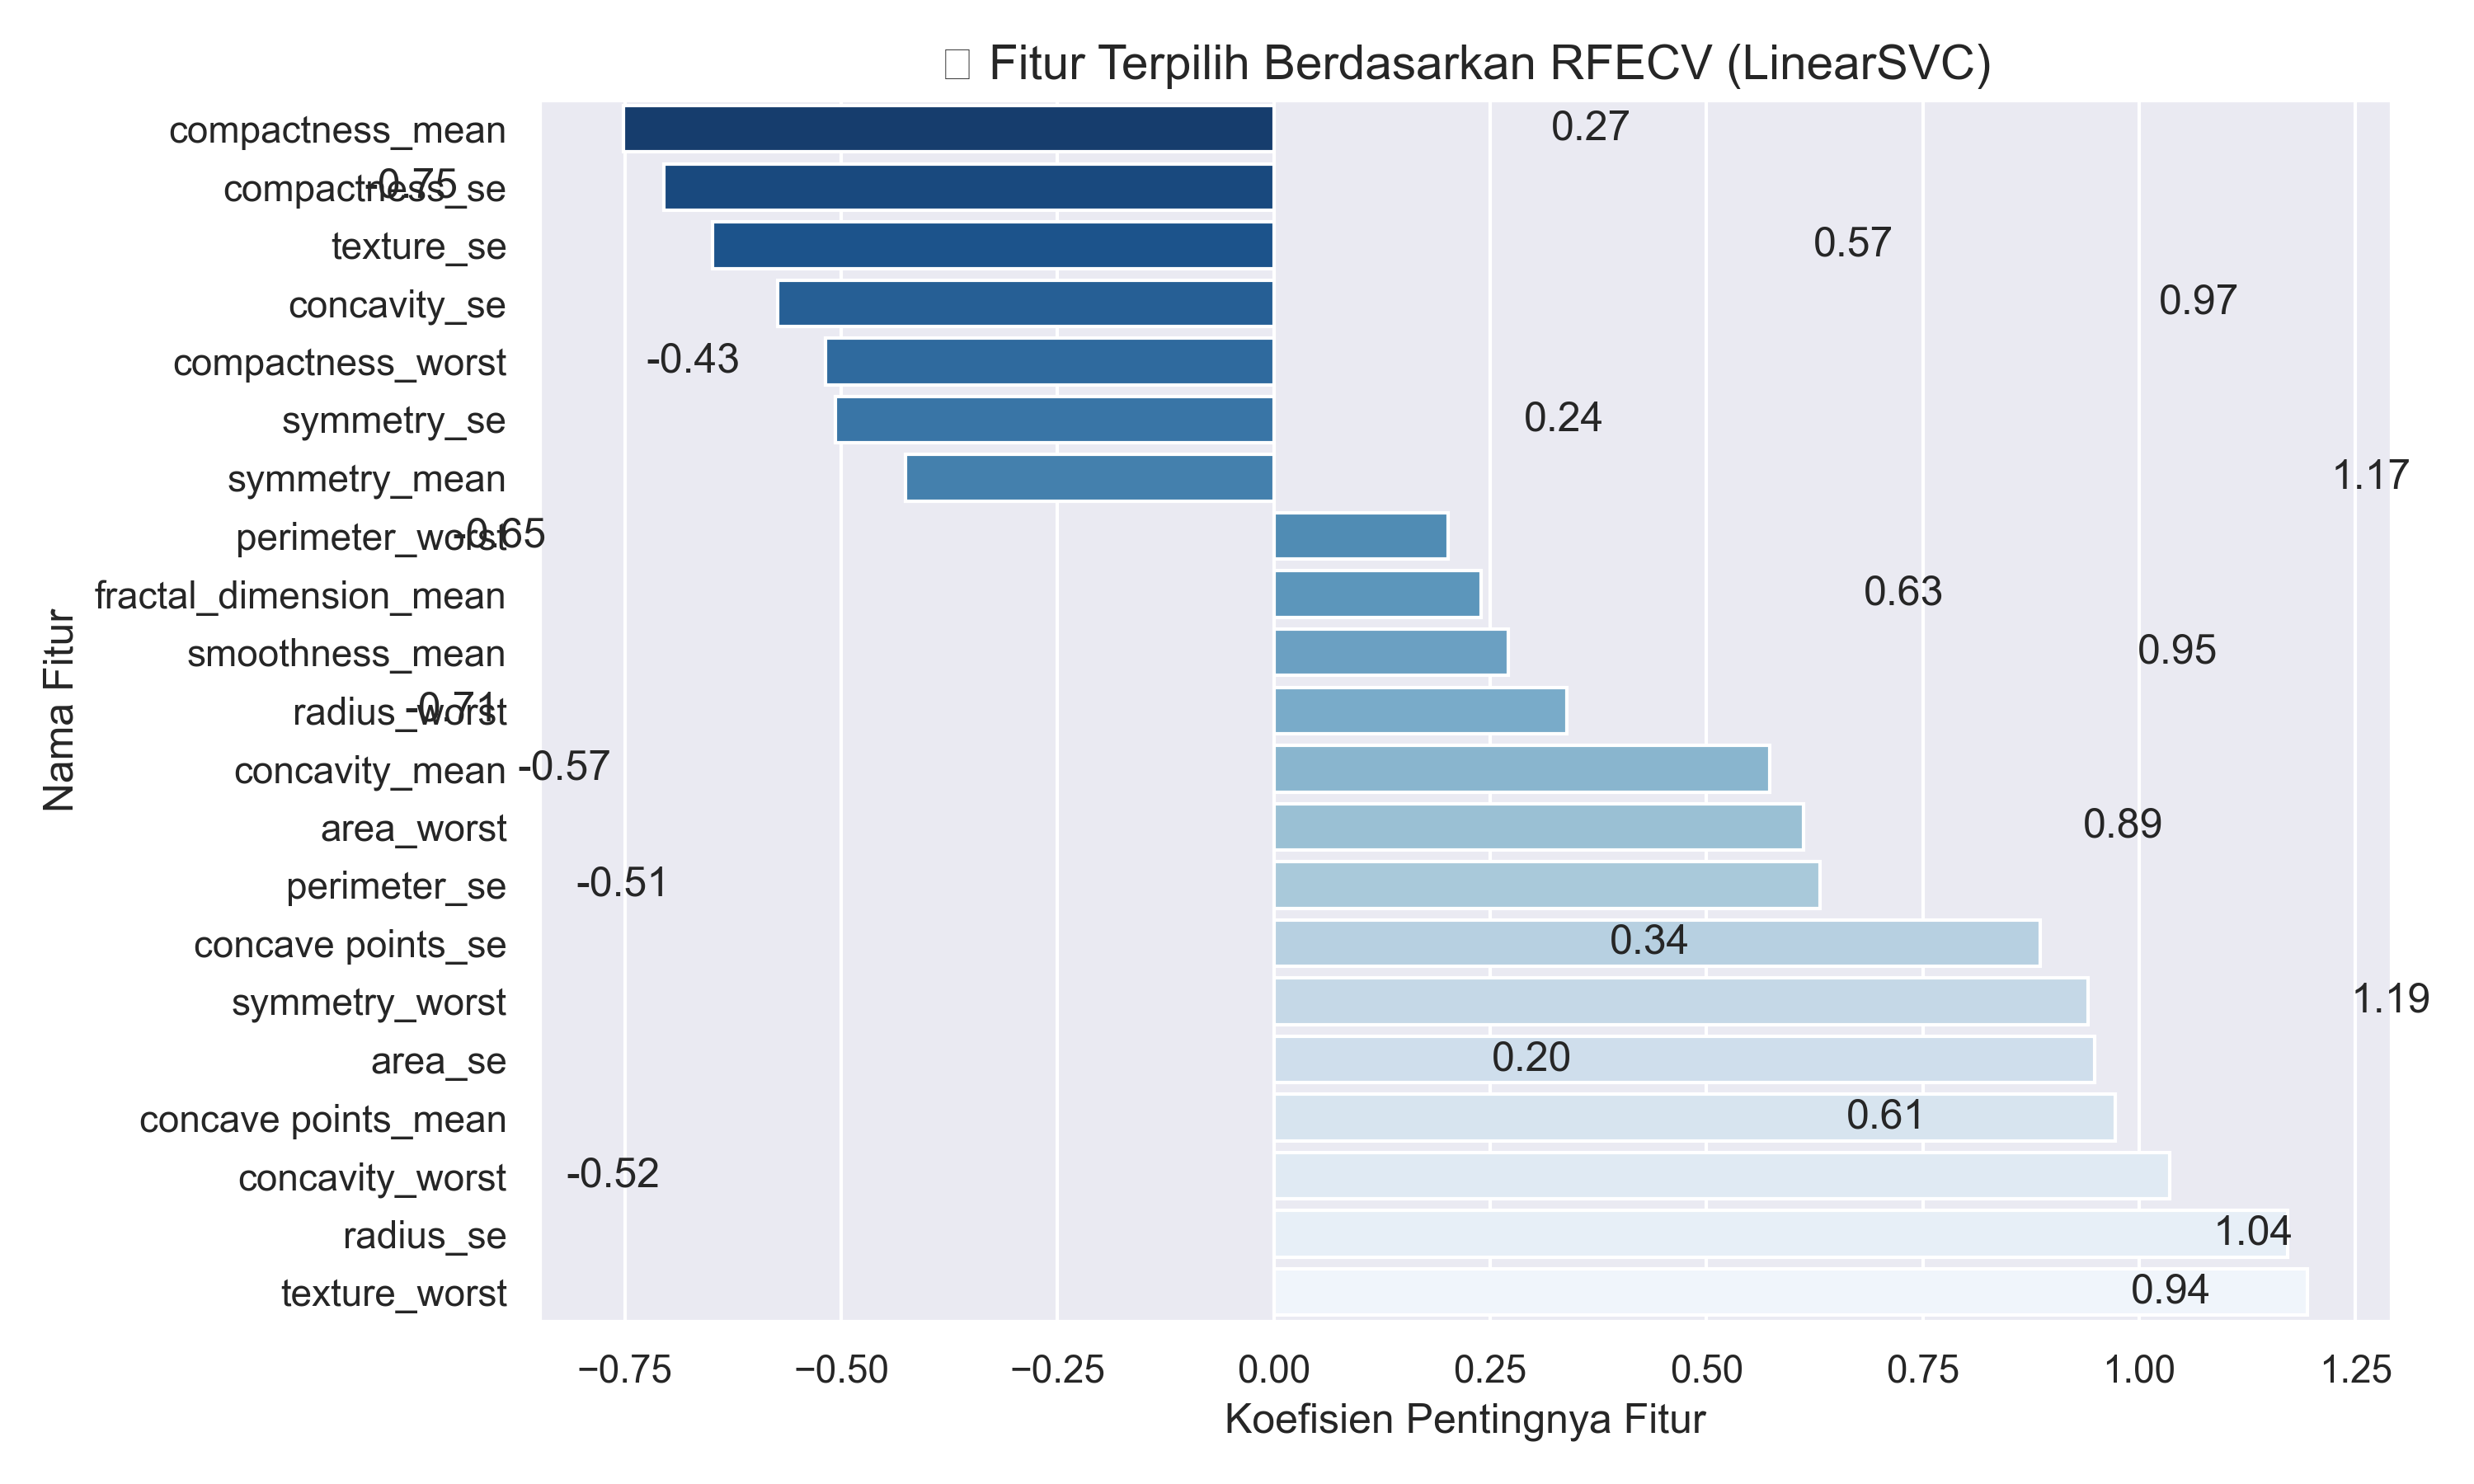 Fitur Terpilih Berdasarkan RFECV (LinearSVC)
compactness_mean
0.27
compactness_se
-0.75
texture_se
0.57
concavity_se
0.97
compactness_worst
-0.43
symmetry_se
0.24
symmetry_mean
1.17
perimeter_worst
-0.65
fractal_dimension_mean
0.63
smoothness_mean
0.95
radius_worst
-0.71
concavity_mean
-0.57
area_worst
0.89
perimeter_se
-0.51
concave points_se
0.34
symmetry_worst
1.19
area_se
0.20
concave points_mean
0.61
concavity_worst
-0.52
radius_se
1.04
texture_worst
0.94
Nama Fitur
−0.75 −0.50 −0.25 0.00 0.25 0.50 0.75 1.00 1.25
Koefisien Pentingnya Fitur